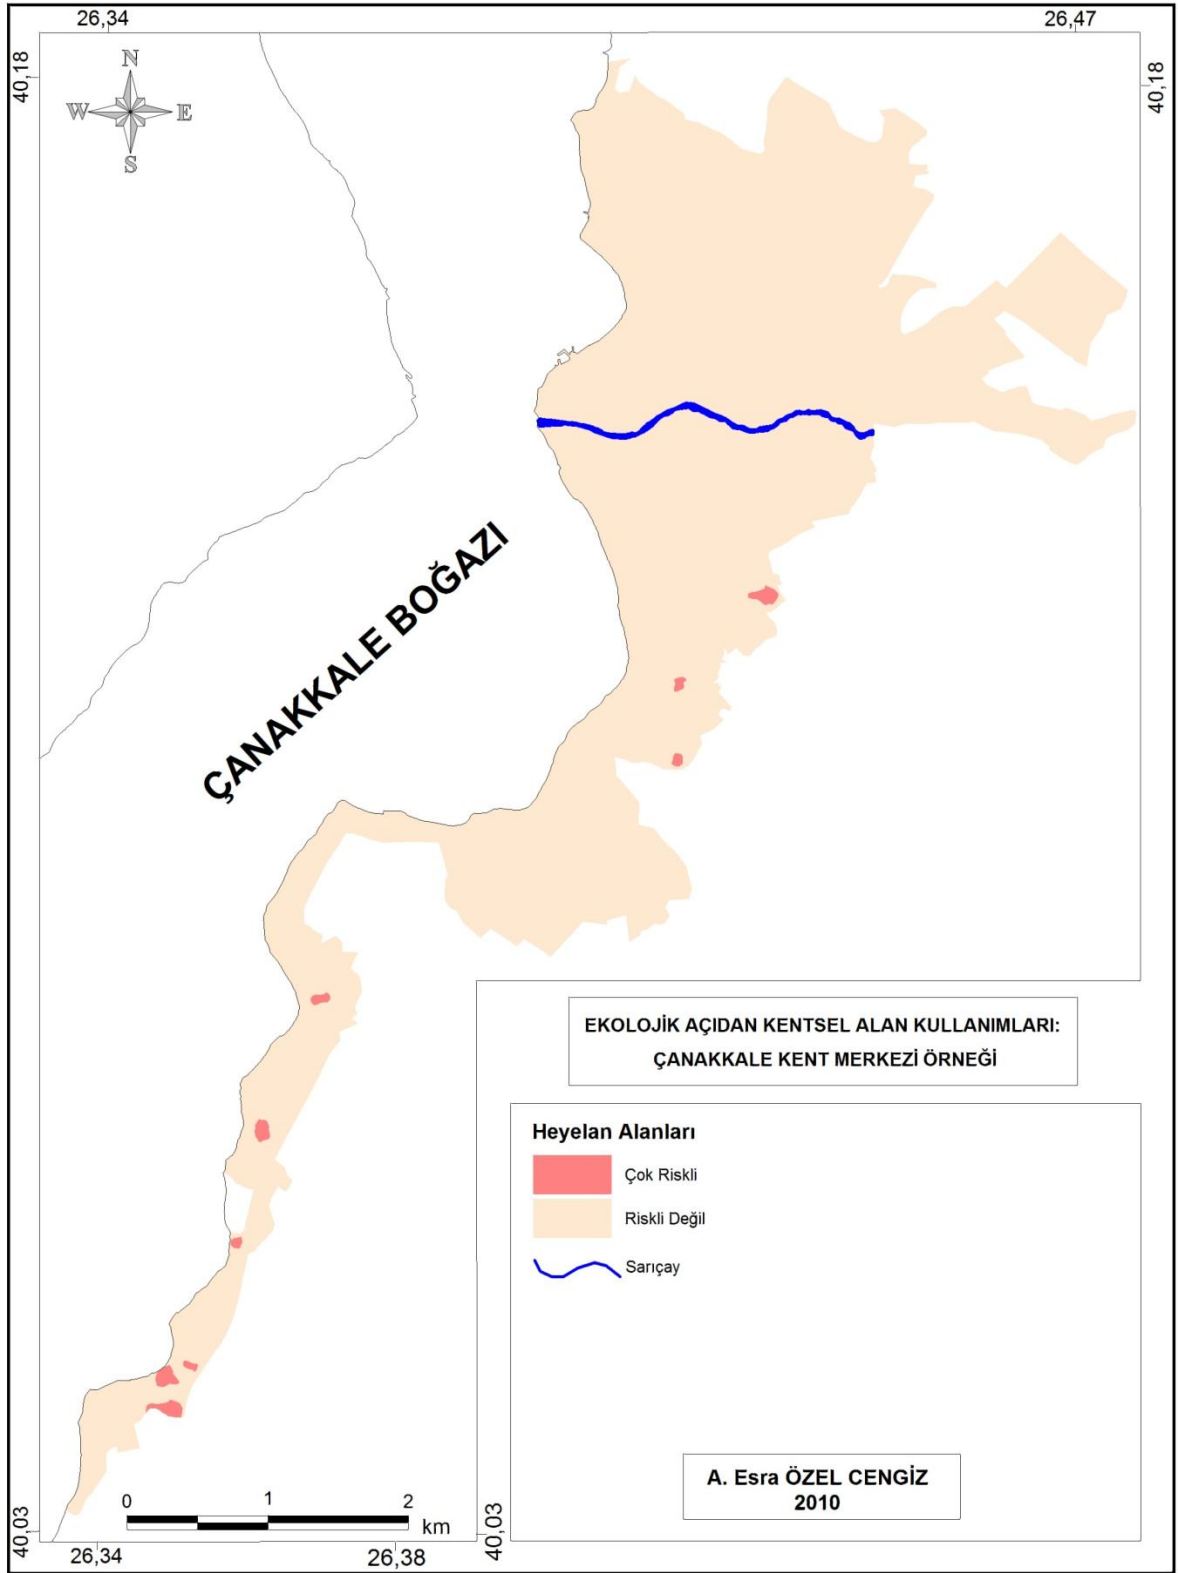 26,34
26,47
40,18
40,18
N
W
E
S
ÇANAKKALE BOĞAZI
EKOLOJİK AÇIDAN KENTSEL ALAN KULLANIMLARI:
ÇANAKKALE KENT MERKEZİ ÖRNEĞİ
Heyelan Alanları
Çok Riskli
Riskli Değil
Sarıçay
A. Esra ÖZEL CENGİZ
2010
0 1 2
km
40,03
40,03
26,34
26,38